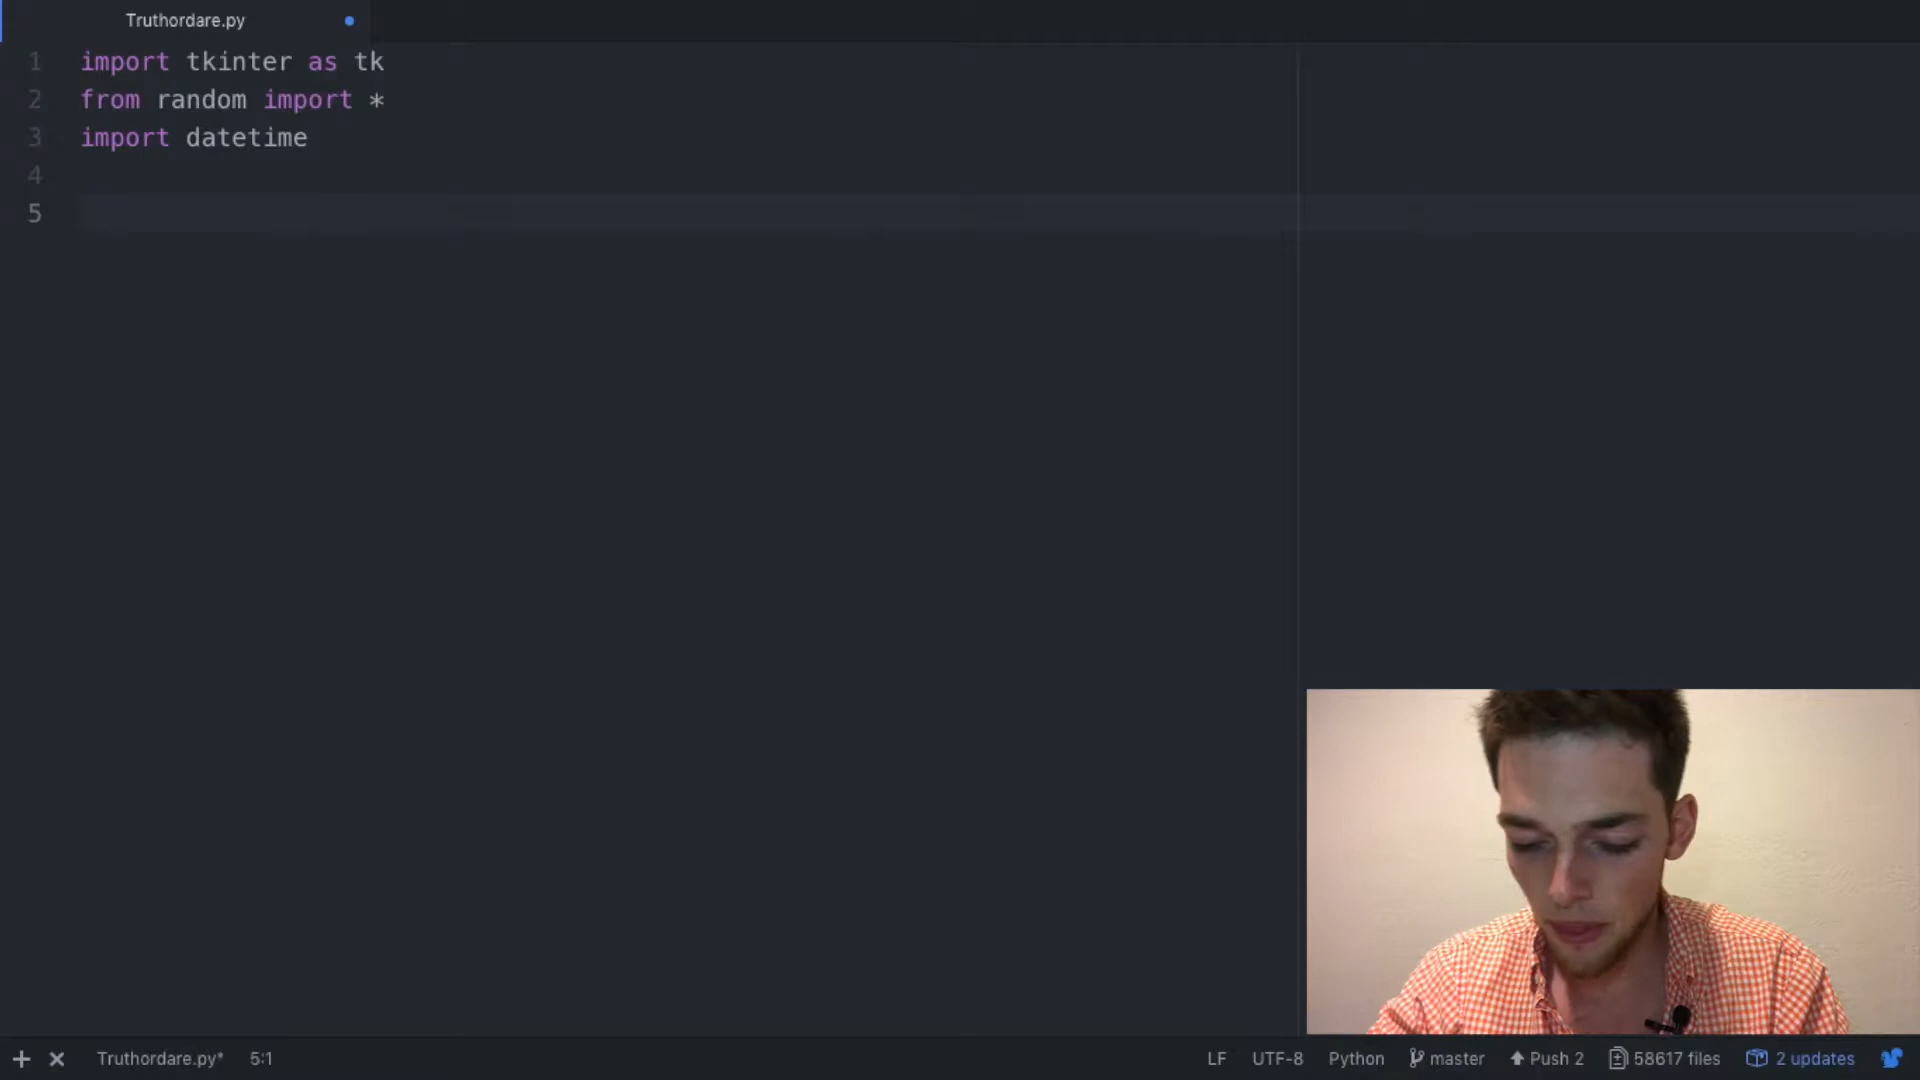 Truthordare.py
1 import tkinter as tk
2 from random import *
3 import datetime
4
5
Truthordare.py* 5:1 LF UTF-8 Python master Push 2 58617 files 2 updates